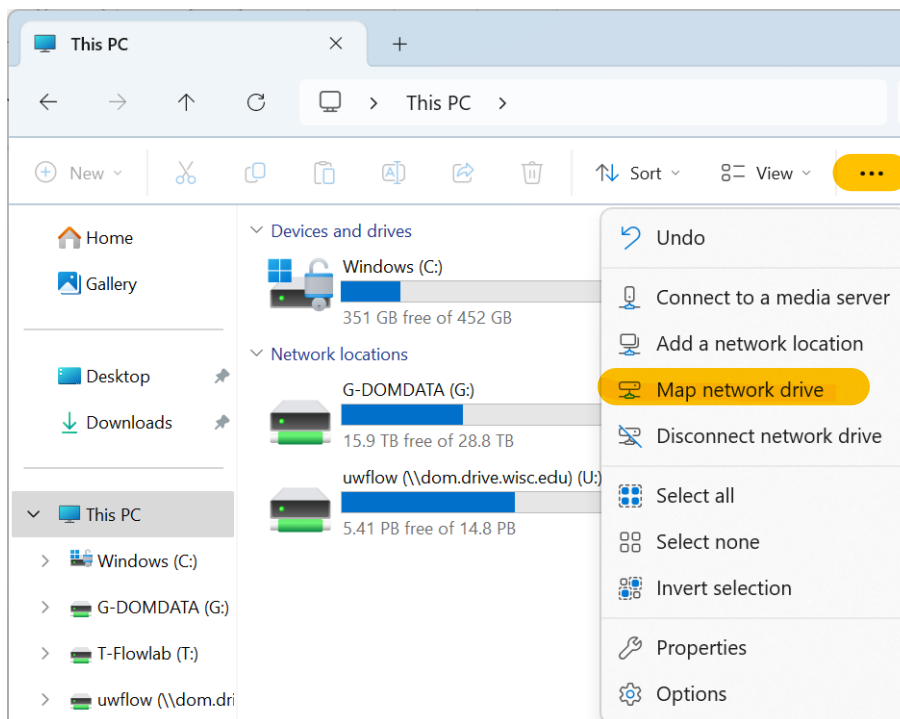 This PC
This PC
New
Sort
View
Home
Gallery
Desktop
Downloads
This PC
Windows (C:)
G-DOMDATA (G:)
T-Flowlab (T:)
uwflow (\\dom.dri
Devices and drives
Windows (C:)
351 GB free of 452 GB
Network locations
G-DOMDATA (G:)
15.9 TB free of 28.8 TB
uwflow (\\dom.drive.wisc.edu) (U:)
5.41 PB free of 14.8 PB
Undo
Connect to a media server
Add a network location
Map network drive
Disconnect network drive
Select all
Select none
Invert selection
Properties
Options